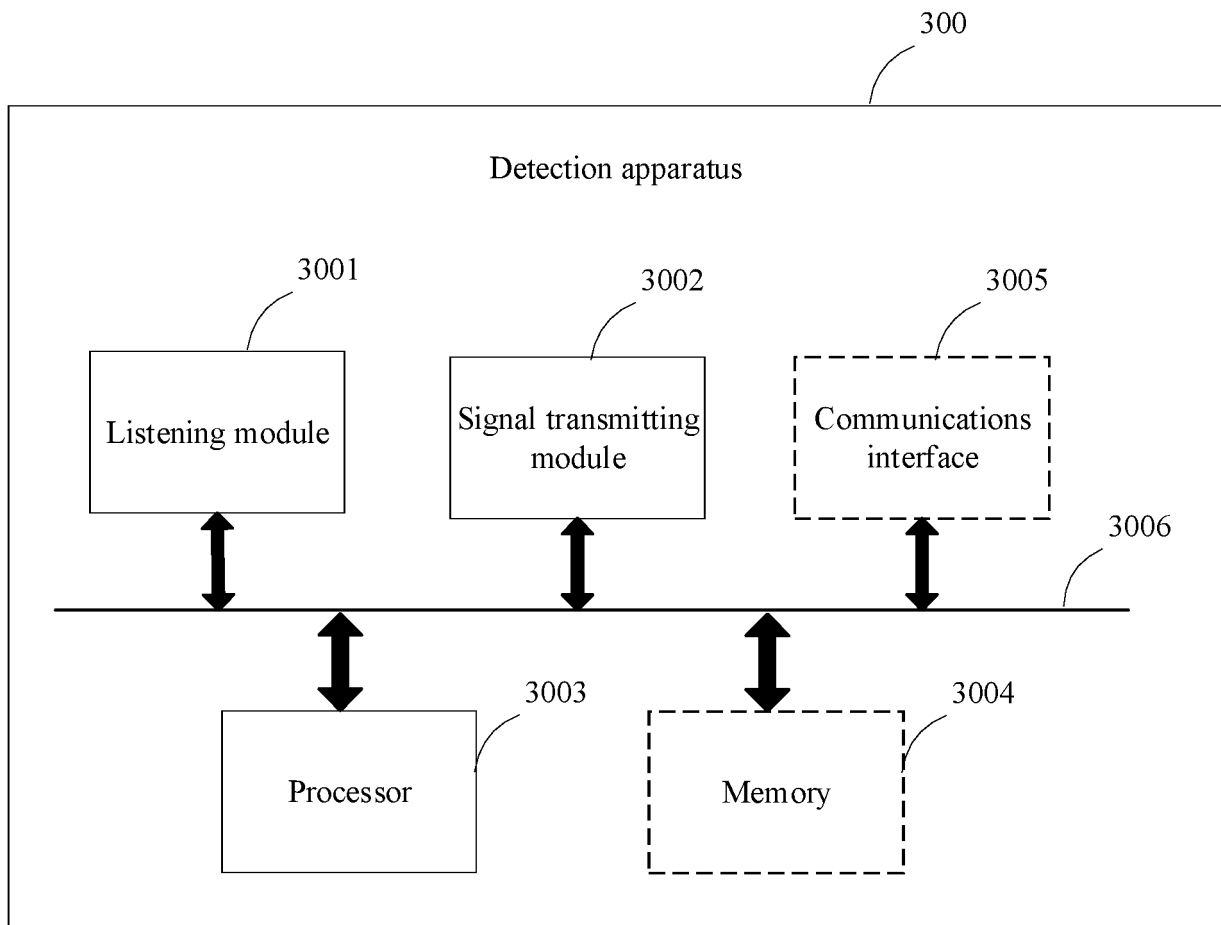 300
Detection apparatus
3001
3002
3005
Listening module
Signal transmitting
module
Communications
interface
3006
3003
3004
Processor
Memory